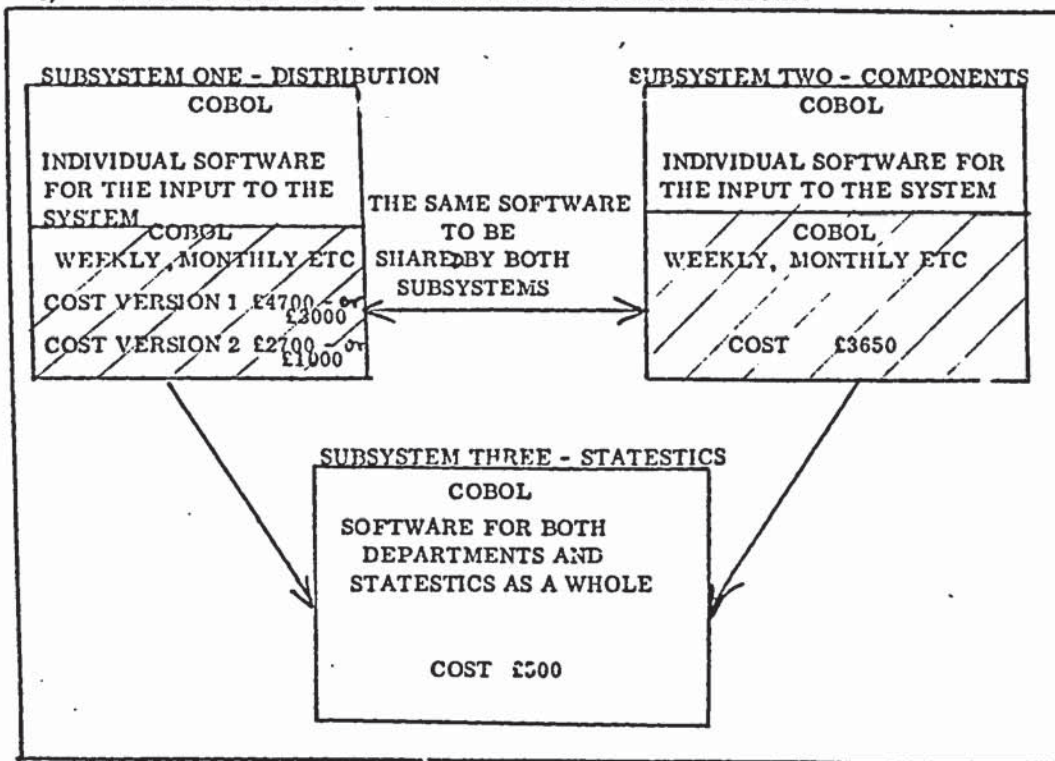 SUBSYSTEM ONE - DISTRIBUTION
COBOL
INDIVIDUAL SOFTWARE
FOR THE INPUT TO THE
SYSTEM
COBOL
WEEKLY, MONTHLY ETC
COST VERSION 1 £4700 - or
£3000
COST VERSION 2 £2700 - or
£1000
THE SAME SOFTWARE
TO BE
SHARED BY BOTH
SUBSYSTEMS
SUBSYSTEM TWO - COMPONENTS
COBOL
INDIVIDUAL SOFTWARE FOR
THE INPUT TO THE SYSTEM
COBOL
WEEKLY, MONTHLY ETC
COST £3650
SUBSYSTEM THREE - STATESTICS
COBOL
SOFTWARE FOR BOTH
DEPARTMENTS AND
STATESTICS AS A WHOLE
COST